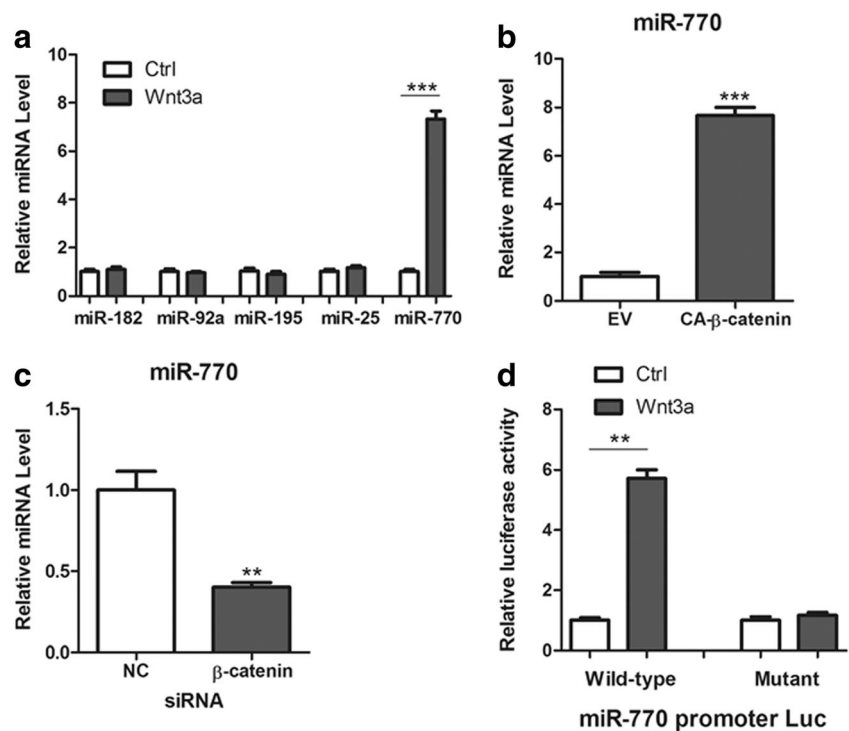 a
Relative miRNA Level
10
8
6
4
2
0
Ctrl
Wnt3a
***
miR-182 miR-92a miR-195 miR-25 miR-770
b
miR-770
Relative miRNA Level
10
8
6
4
2
0
***
EV CA-β-catenin
c
miR-770
Relative miRNA Level
1.5
1.0
0.5
0.0
**
NC β-catenin
siRNA
d
Ctrl
Wnt3a
Relative luciferase activity
8
6
4
2
0
**
Wild-type Mutant
miR-770 promoter Luc